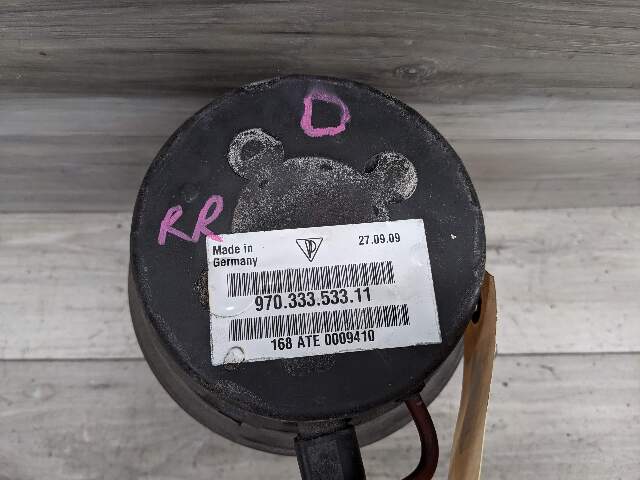 D
RR
Made in
Germany
27.09.09
970.333.533.11
168 ATE 0009410